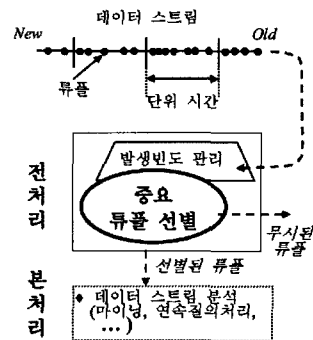 데이터 스트림
New
Old
튜플
단위 시간
전처리
발생빈도 관리
중요
튜플 선별
무시된
튜플
선별된 튜플
본처리
♦ 데이터 스트림 분석
(마이닝, 연속질의처리,
...)